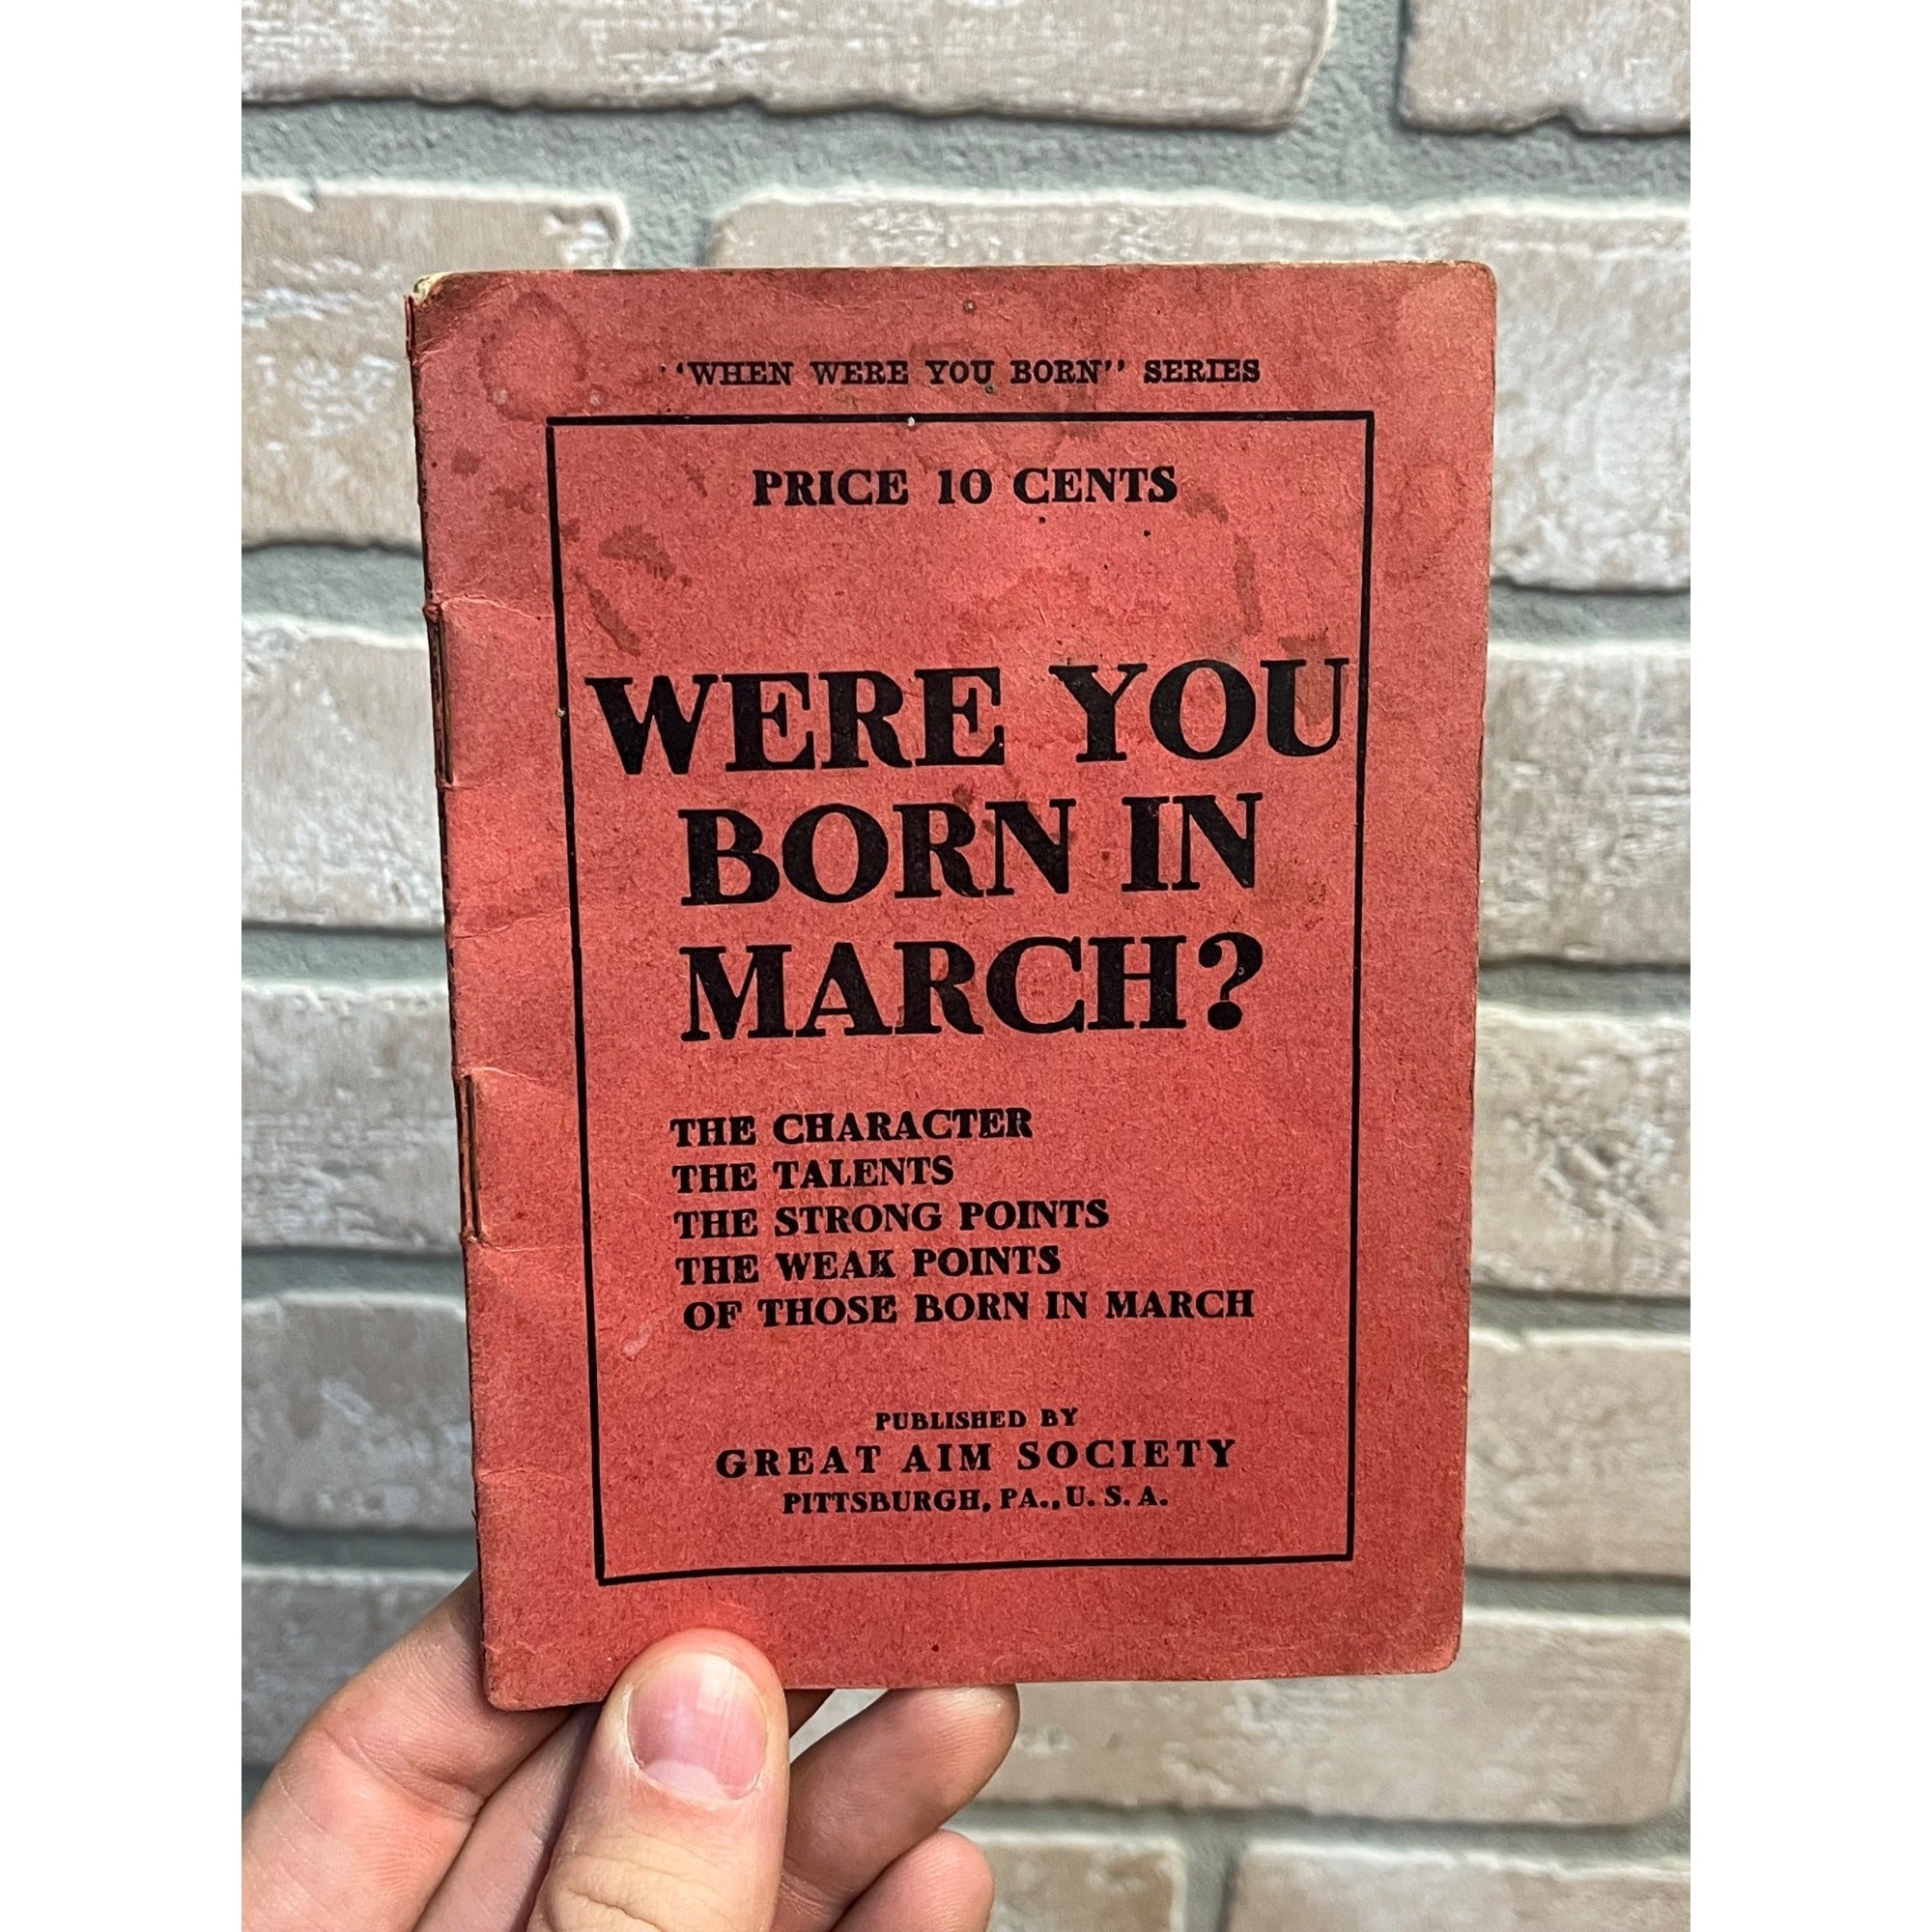 "WHEN WERE YOU BORN" SERIES
PRICE 10 CENTS
WERE YOU
BORN IN
MARCH?
THE CHARACTER
THE TALENTS
THE STRONG POINTS
THE WEAK POINTS
OF THOSE BORN IN MARCH
PUBLISHED BY
GREAT AIM SOCIETY
PITTSBURGH, PA., U. S. A.